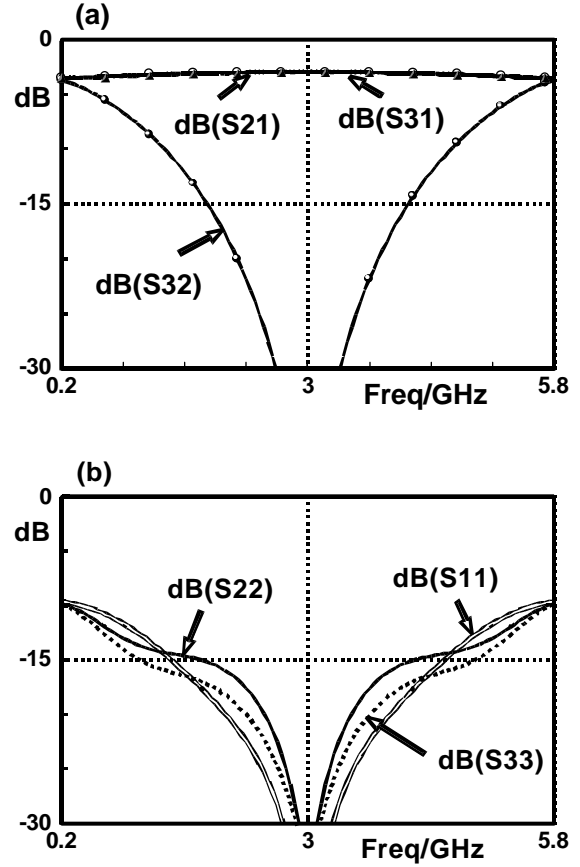 (a)
0
dB
dB(S21)
dB(S31)
-15
dB(S32)
-30
0.2
3
5.8
Freq/GHz
(b)
0
dB
dB(S22)
dB(S11)
-15
dB(S33)
-30
0.2
3
5.8
Freq/GHz